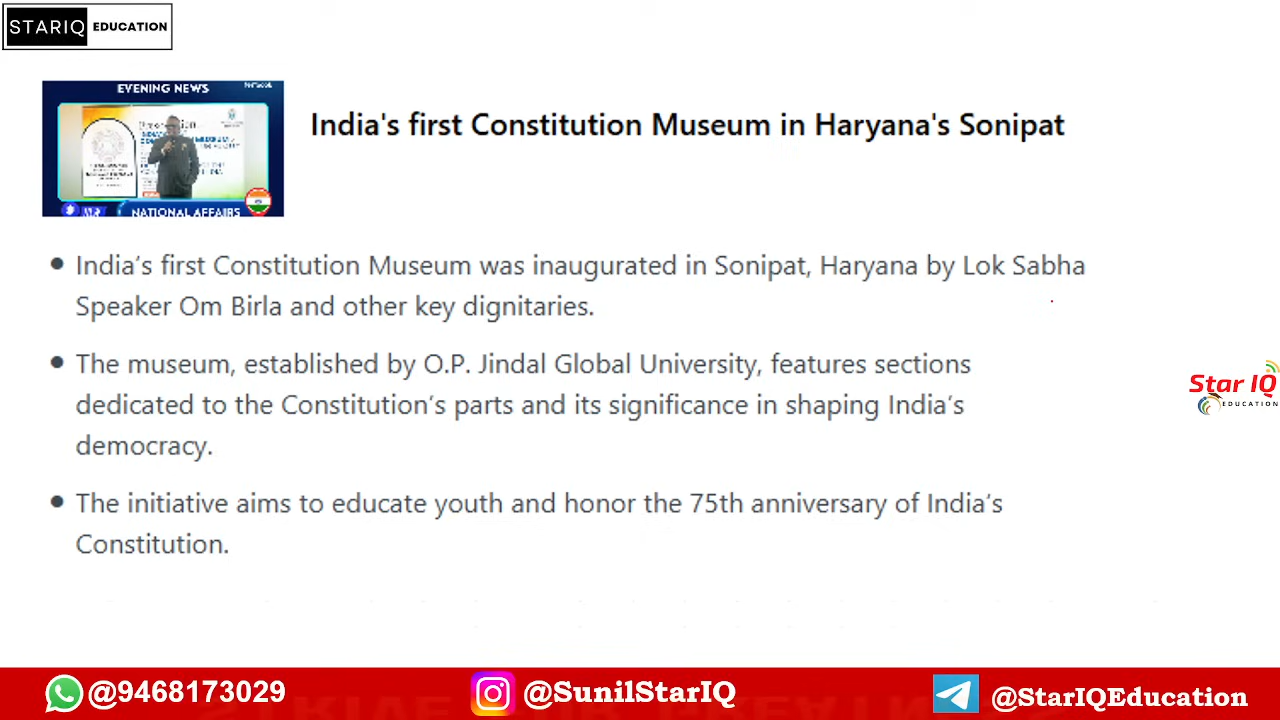 STARIQ EDUCATION
EVENING NEWS
NATIONAL AFFAIRS
India's first Constitution Museum in Haryana's Sonipat
India's first Constitution Museum was inaugurated in Sonipat, Haryana by Lok Sabha
Speaker Om Birla and other key dignitaries.
The museum, established by O.P. Jindal Global University, features sections
dedicated to the Constitution's parts and its significance in shaping India's
democracy.
The initiative aims to educate youth and honor the 75th anniversary of India's
Constitution.
Star IQ
EDUCATION
@9468173029
@SunilStarIQ
@StarIQEducation